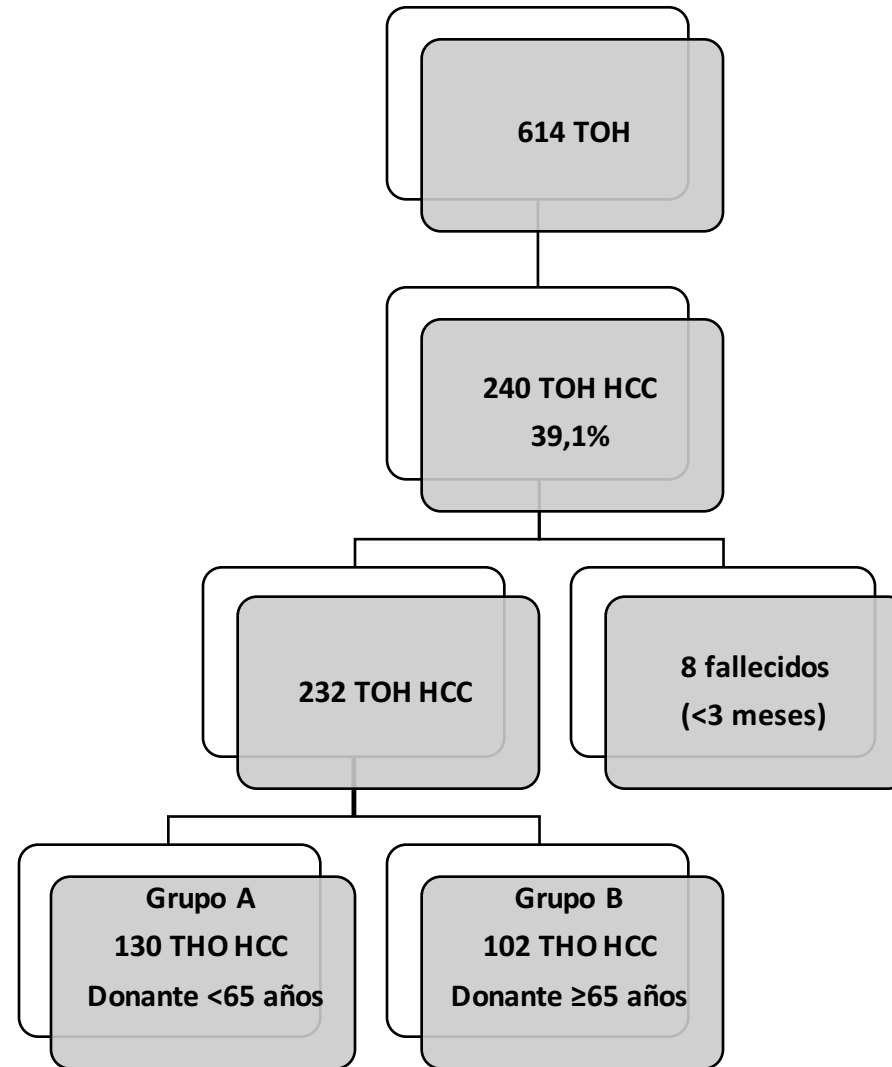 614 TOH
240 TOH HCC
39,1%
232 TOH HCC
8 fallecidos
(<3 meses)
Grupo A
130 THO HCC
Donante <65 años
Grupo B
102 THO HCC
Donante ≥65 años